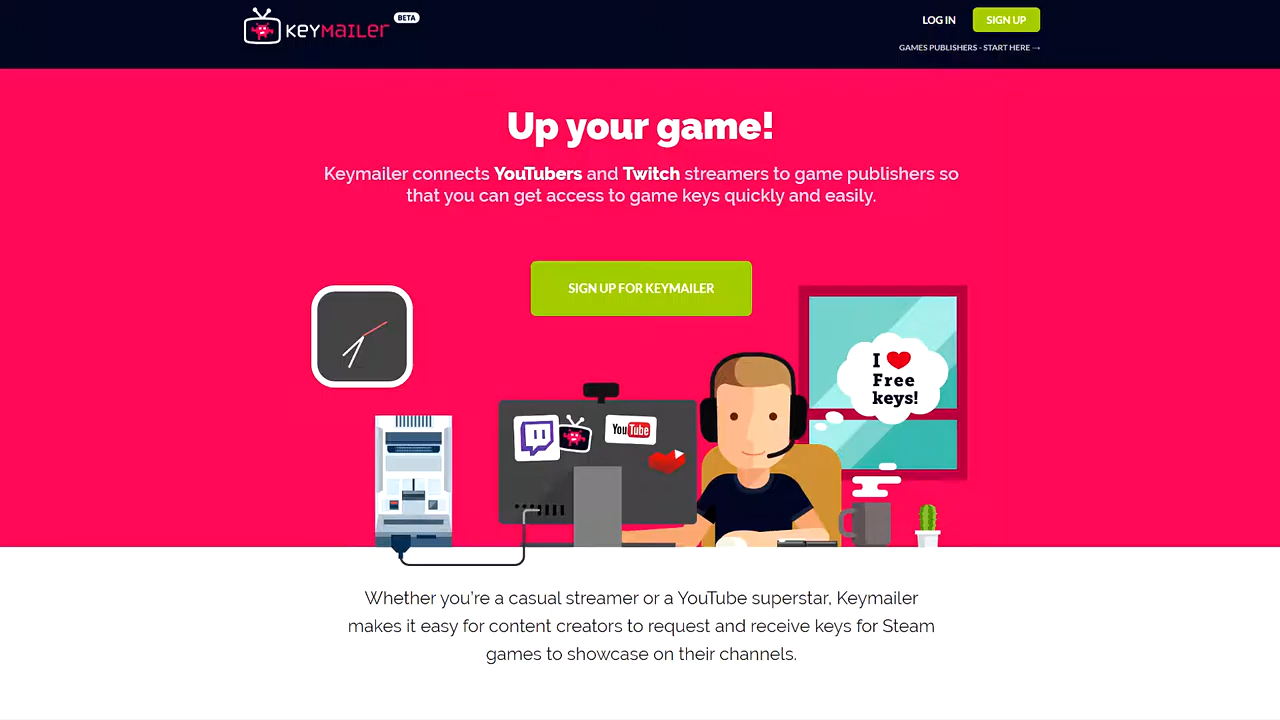 KEYMAILER BETA
LOG IN
SIGN UP
GAMES PUBLISHERS - START HERE →
Up your game!
Keymailer connects YouTubers and Twitch streamers to game publishers so
that you can get access to game keys quickly and easily.
SIGN UP FOR KEYMAILER
I ❤
Free
keys!
YouTube
Whether you're a casual streamer or a YouTube superstar, Keymailer
makes it easy for content creators to request and receive keys for Steam
games to showcase on their channels.